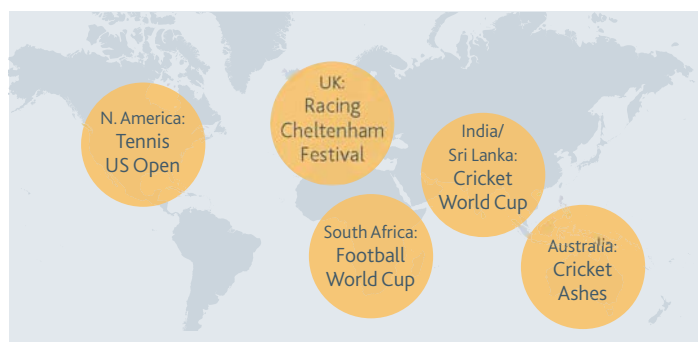 N. America:
Tennis
US Open
UK:
Racing
Cheltenham
Festival
India/
Sri Lanka:
Cricket
World Cup
South Africa:
Football
World Cup
Australia:
Cricket
Ashes